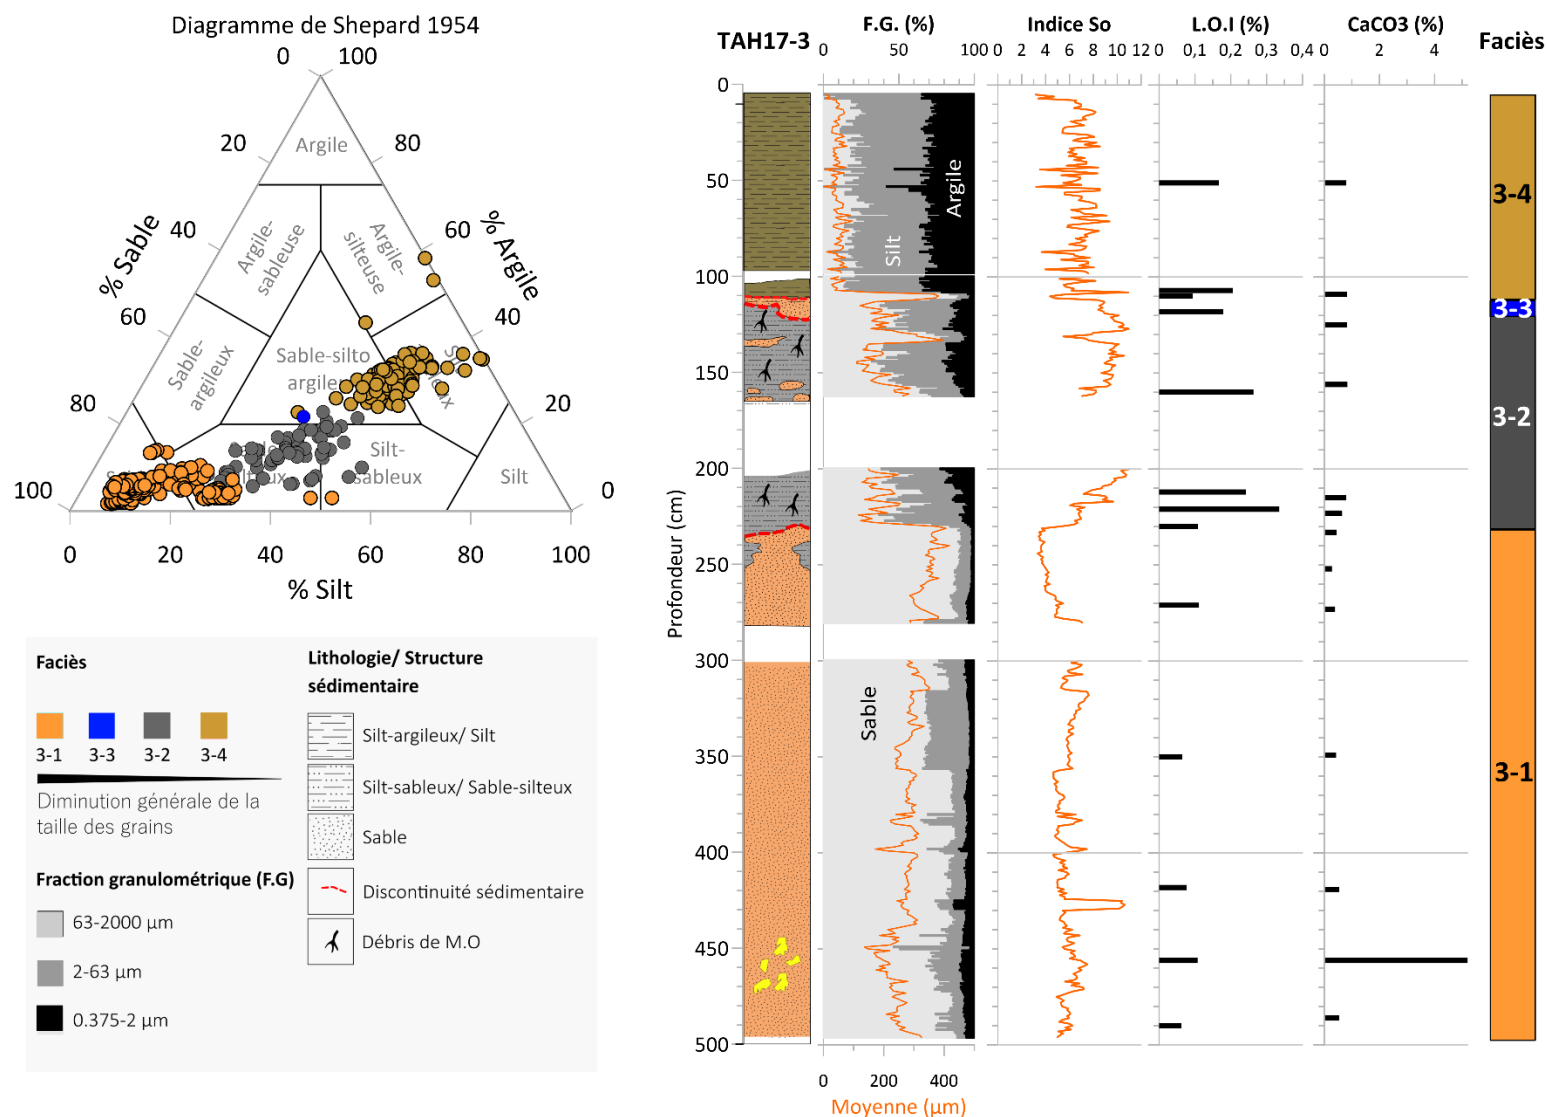 Diagramme de Shepard 1954
0 100
Argile
20 80
40 60
% Sable
% Argile
Argile-
sableuse
Argile-
silteuse
60 40
Sable-
argileux
Sable-silto
argile
80 20
Silt-
sableux
Silt
100 0
0 20 40 60 80 100
% Silt
Faciès
3-1 3-3 3-2 3-4
Diminution générale de la
taille des grains
Fraction granulométrique (F.G)
63-2000 µm
2-63 µm
0.375-2 µm
Lithologie/ Structure
sédimentaire
Silt-argileux/ Silt
Silt-sableux/ Sable-silteux
Sable
Discontinuité sédimentaire
Débris de M.O
TAH17-3
F.G. (%)
0 50 100
Indice So
0 2 4 6 8 10 12
L.O.I (%)
0 0,1 0,2 0,3 0,4
CaCO3 (%)
0 2 4
Faciès
Profondeur (cm)
0
50
100
150
200
250
300
350
400
450
500
Argile
Silt
Sable
3-4
3-3
3-2
3-1
0 200 400
Moyenne (µm)